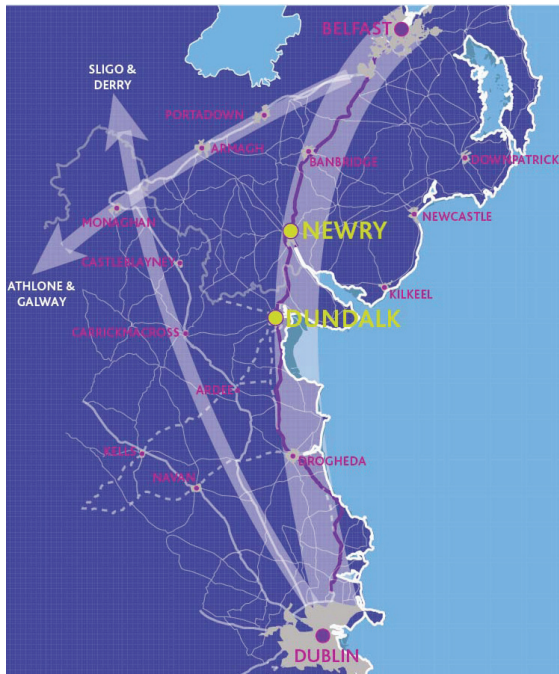 BELFAST
SLIGO &
DERRY
PORTADOWN
ARMAGH
BANBRIDGE
DOWNPATRICK
MONAGHAN
NEWCASTLE
NEWRY
CASTLEBLAYNEY
ATHLONE &
GALWAY
KILKEEL
DUNDALK
CARRICKMACROSS
ARDEE
KELLS
DROGHEDA
NAVAN
DUBLIN